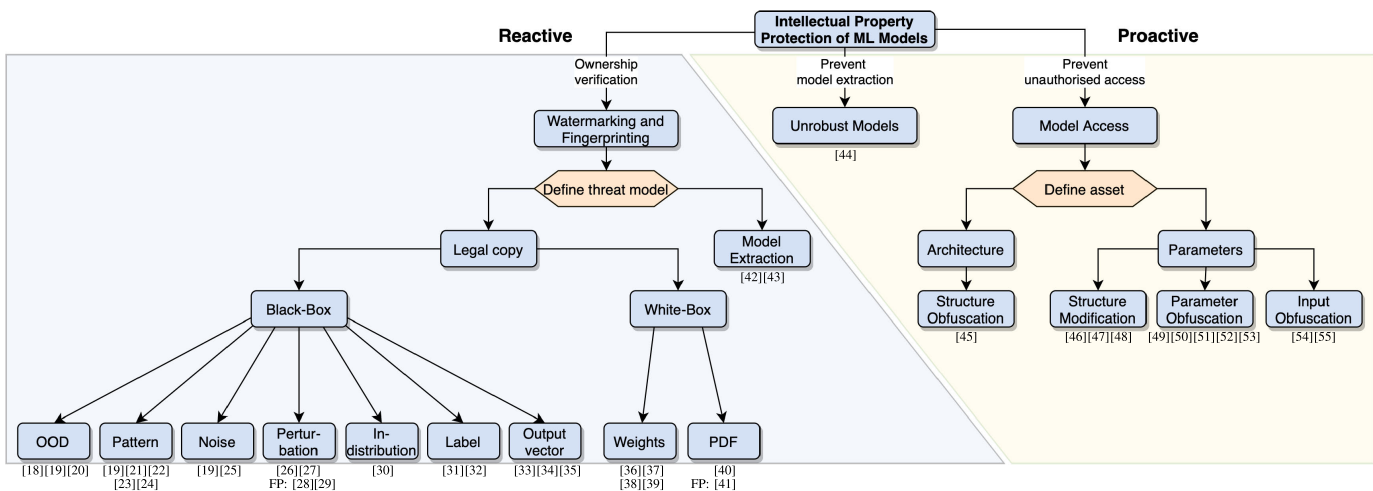 Intellectual Property
Protection of ML Models
Reactive
Proactive
Ownership
verification
Prevent
model extraction
Prevent
unauthorised access
Watermarking and
Fingerprinting
Unrobust Models
[44]
Model Access
Define threat model
Define asset
Legal copy
Model
Extraction
[42][43]
Architecture
Parameters
Black-Box
White-Box
Structure
Obfuscation
[45]
Structure
Modification
[46][47][48]
Parameter
Obfuscation
[49][50][51][52][53]
Input
Obfuscation
[54][55]
OOD
[18][19][20]
Pattern
[19][21][22]
[23][24]
Noise
[19][25]
Pertur-
bation
[26][27]
FP: [28][29]
In-
distribution
[30]
Label
[31][32]
Output
vector
[33][34][35]
Weights
[36][37]
[38][39]
PDF
[40]
FP: [41]